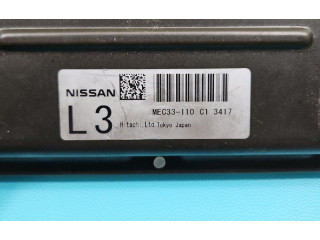 NISSAN
MEC33-110 C1 3417
L3
Hitachi.Ltd.Tokyo Japan